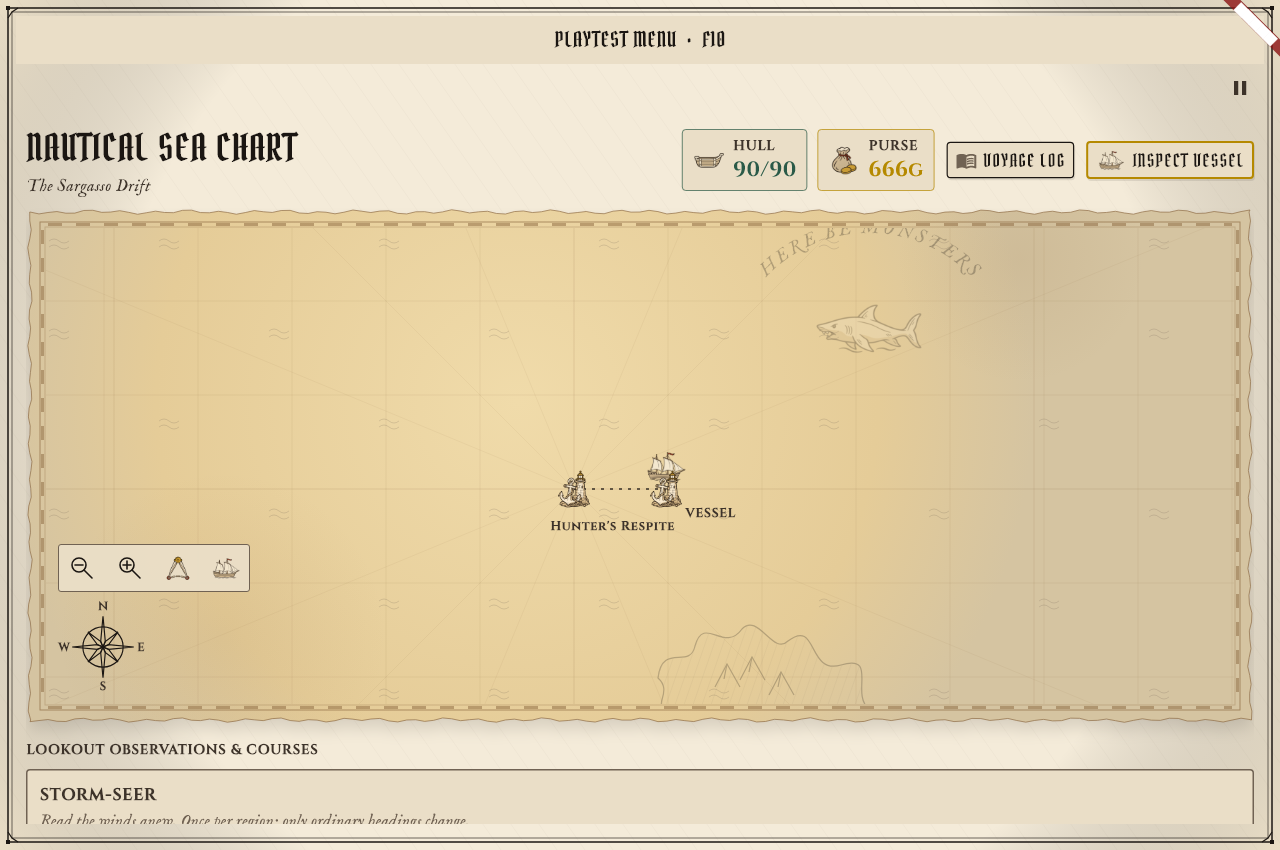 PLAYTEST MENU · F10
NAUTICAL SEA CHART
The Sargasso Drift
HULL
90/90
PURSE
666G
VOYAGE LOG
INSPECT VESSEL
HERE BE MONSTERS
VESSEL
HUNTER'S RESPITE
N
W
E
S
LOOKOUT OBSERVATIONS & COURSES
STORM-SEER
Read the winds anew. Once per region; only ordinary headings change.